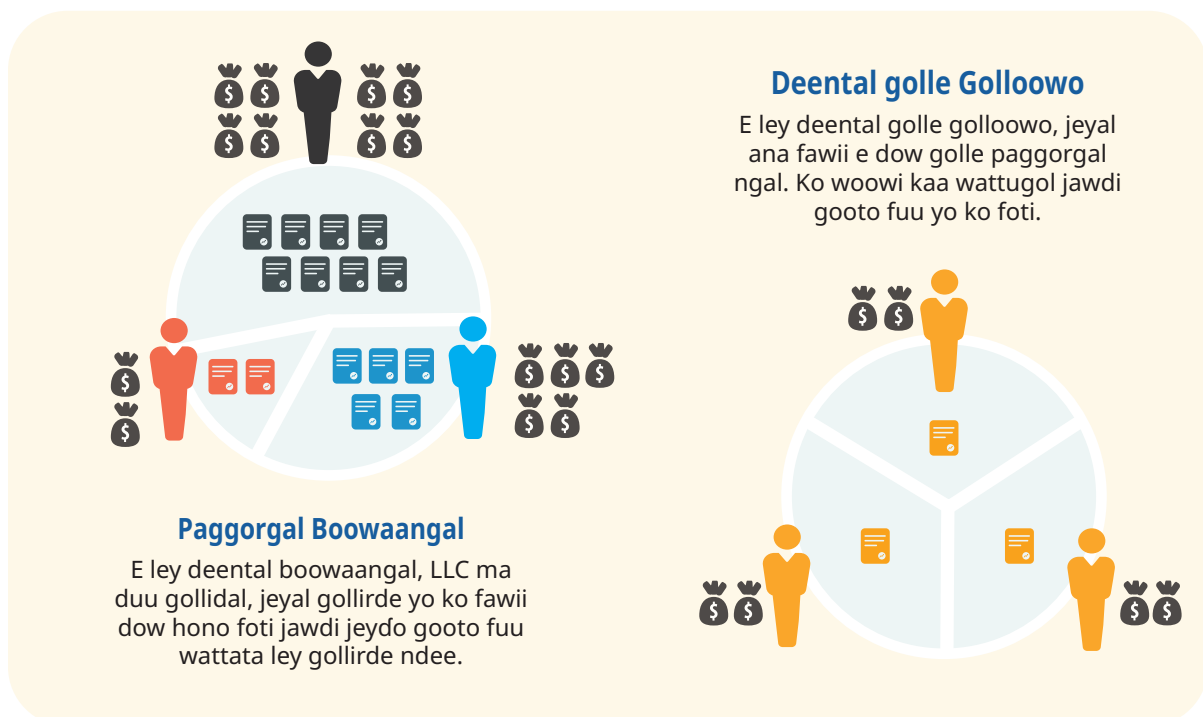 Paggorgal Boowaangal
E ley deental boowaangal, LLC ma
duu gollidal, jeyal gollirde yo ko fawii
dow hono foti jawdi jeyɗo gooto fuu
wattata ley gollirde ndee.
Deental golle Golloowo
E ley deental golle golloowo, jeyal
ana fawii e dow golle paggorgal
ngal. Ko woowi kaa wattugol jawdi
gooto fuu yo ko foti.